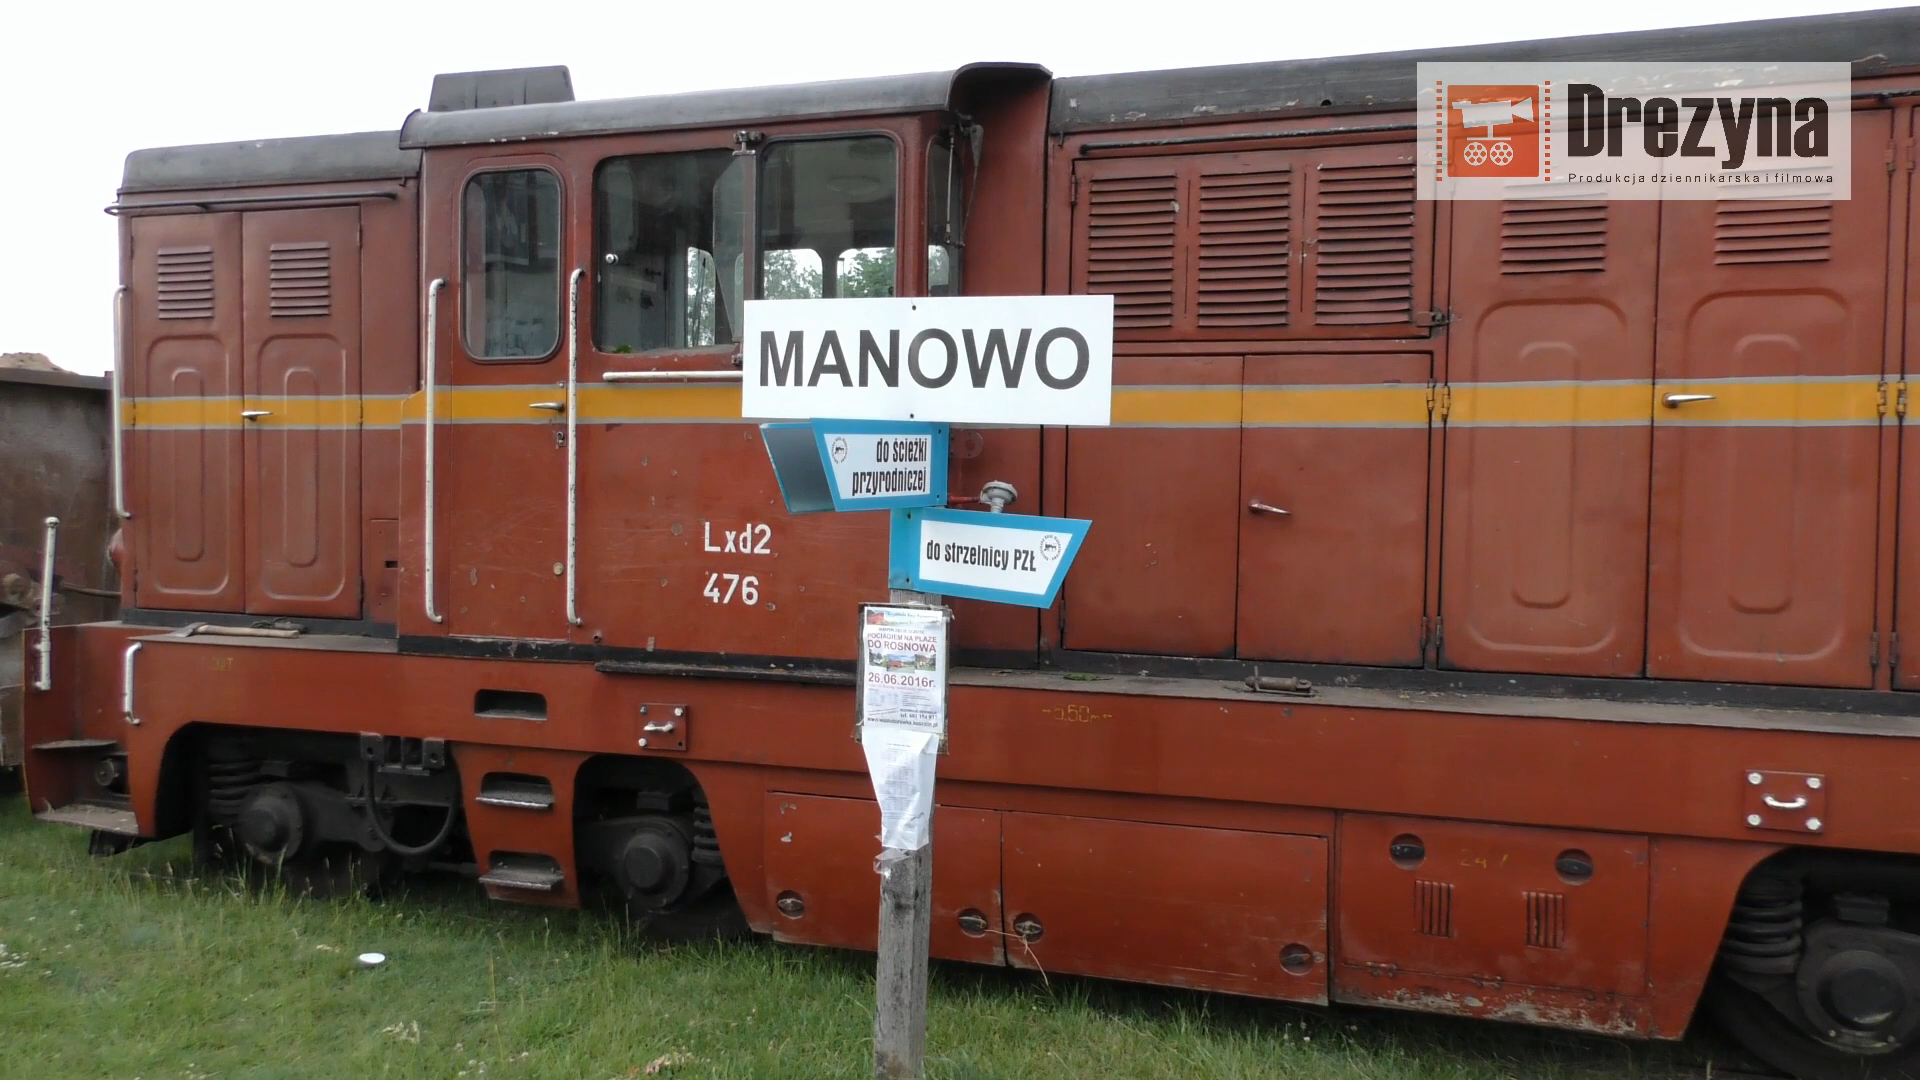 Drezyna
Produkcja dziennikarska i filmowa
MANOWO
do ścieżki
przyrodniczej
do strzelnicy PZŁ
Lxd2
476
POCIĄGIEM NA PLAŻĘ
DO ROSNOWA
26.06.2016r.
24V